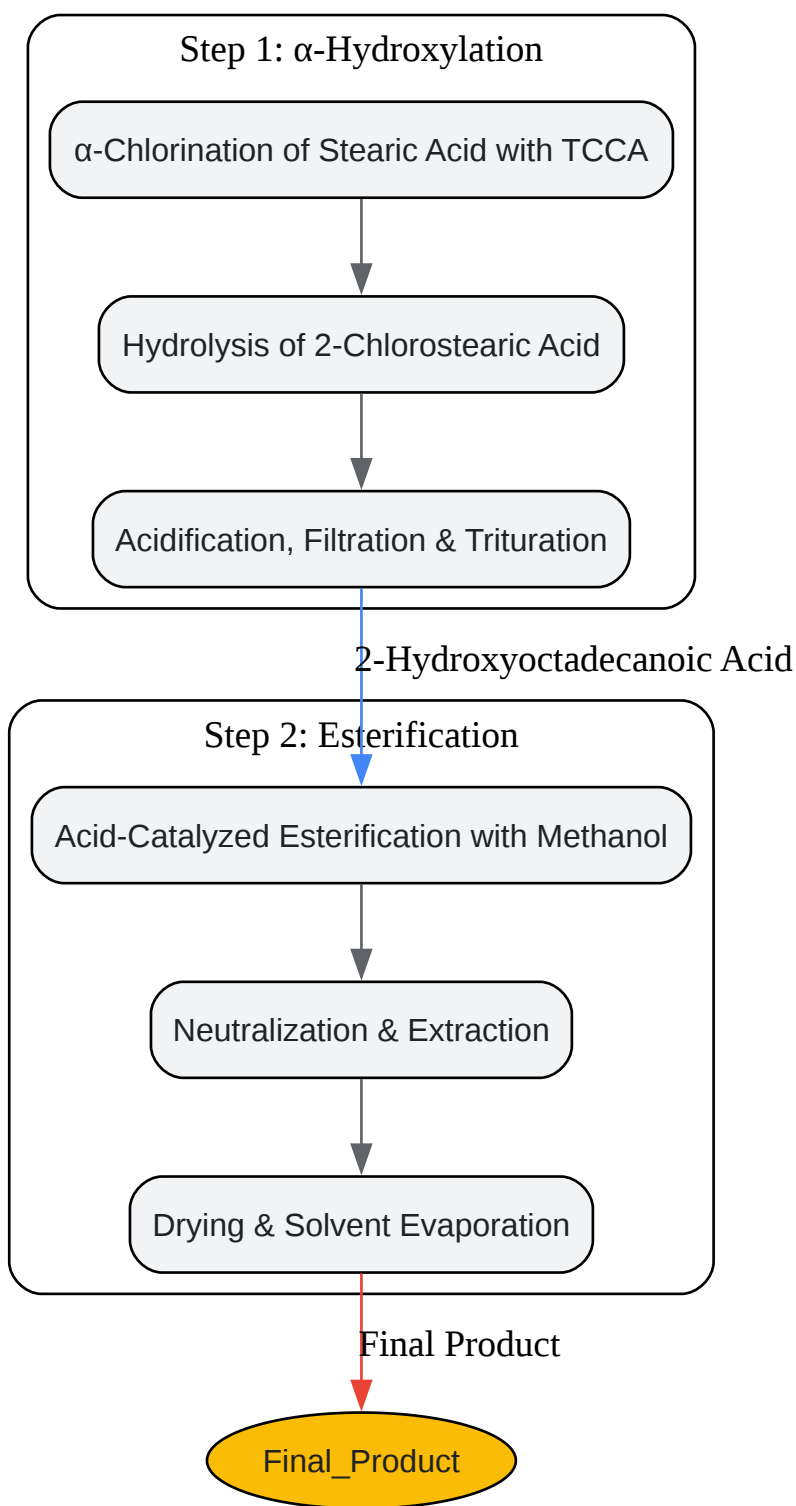 Step 1: α-Hydroxylation
α-Chlorination of Stearic Acid with TCCA
Hydrolysis of 2-Chlorostearic Acid
Acidification, Filtration & Trituration
2-Hydroxyoctadecanoic Acid
Step 2: Esterification
Acid-Catalyzed Esterification with Methanol
Neutralization & Extraction
Drying & Solvent Evaporation
Final Product
Final_Product